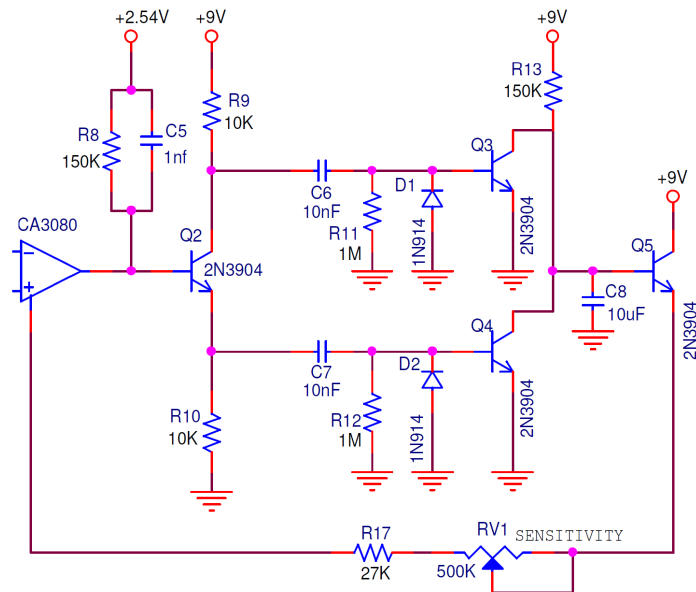 +2.54V
+9V
+9V
R13
150K
R9
10K
R8
150K
C5
1nf
Q3
+9V
C6
10nF
D1
R11
1M
1N914
2N3904
CA3080
Q2
2N3904
Q5
C8
10uF
2N3904
Q4
C7
10nF
D2
R12
1M
1N914
2N3904
R10
10K
R17
27K
RV1
SENSITIVITY
500K